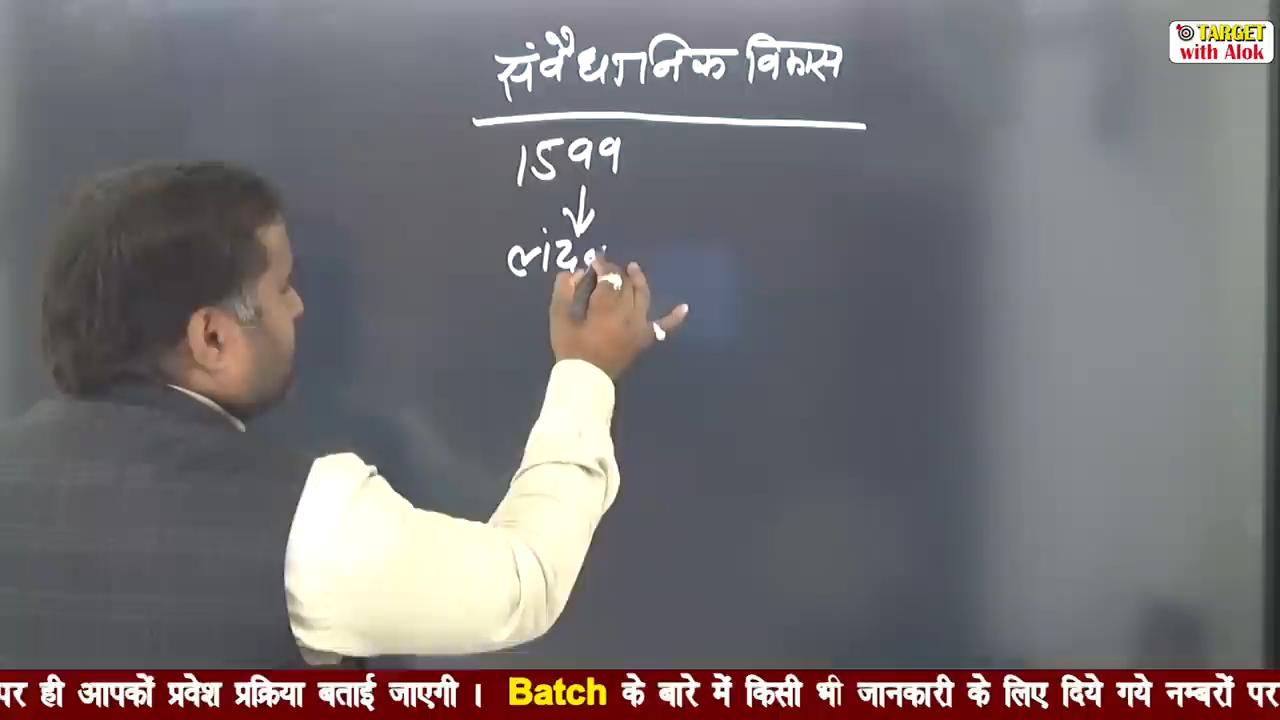 TARGET
with Alok
संवैधानिक विकास
1599
↓
पर ही आपकों प्रवेश प्रक्रिया बताई जाएगी । Batch के बारे में किसी भी जानकारी के लिए दिये गये नम्बरों पर